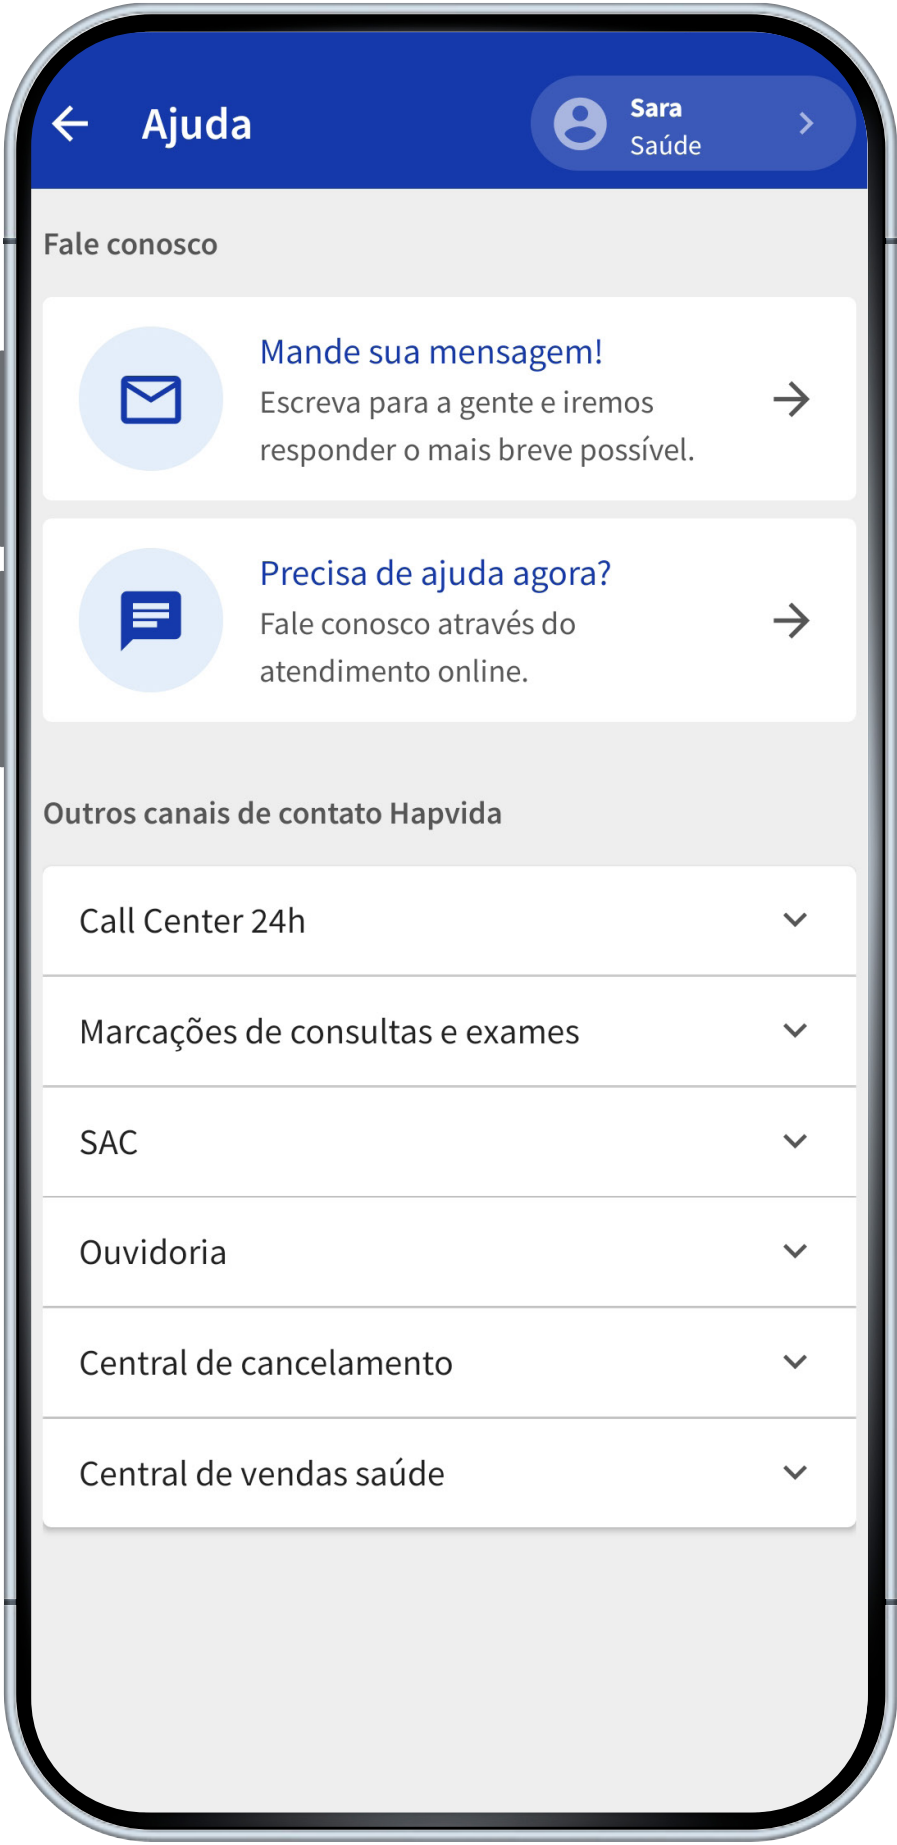 Ajuda
Sara
Saúde
Fale conosco
Mande sua mensagem!
Escreva para a gente e iremos
responder o mais breve possível.
Precisa de ajuda agora?
Fale conosco através do
atendimento online.
Outros canais de contato Hapvida
Call Center 24h
Marcações de consultas e exames
SAC
Ouvidoria
Central de cancelamento
Central de vendas saúde